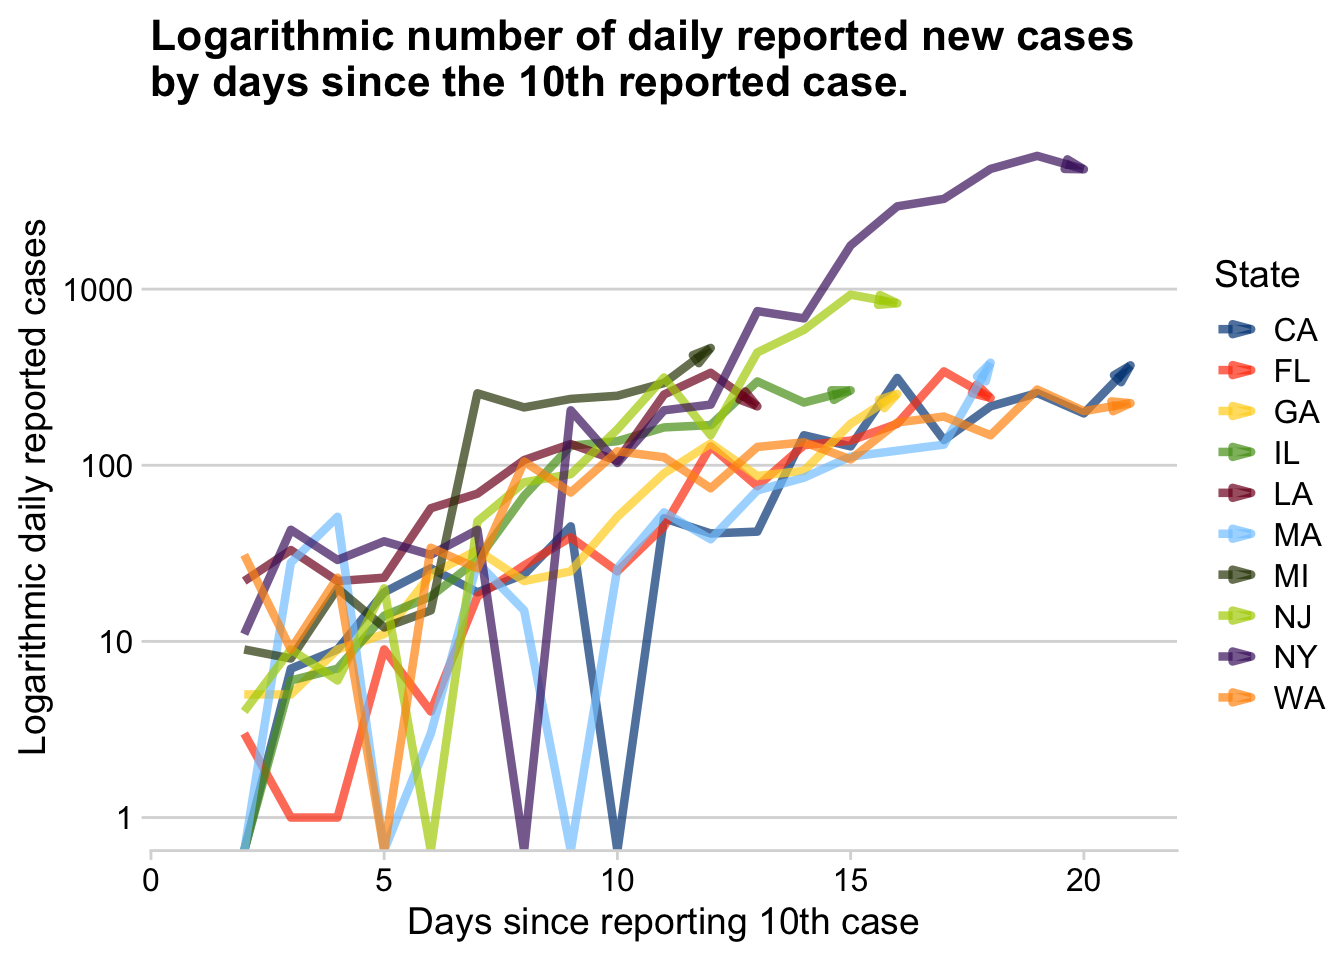 Logarithmic number of daily reported new cases
by days since the 10th reported case.
Logarithmic daily reported cases
1000
100
10
1
0
5
10
15
20
Days since reporting 10th case
State
CA
FL
GA
IL
LA
MA
MI
NJ
NY
WA